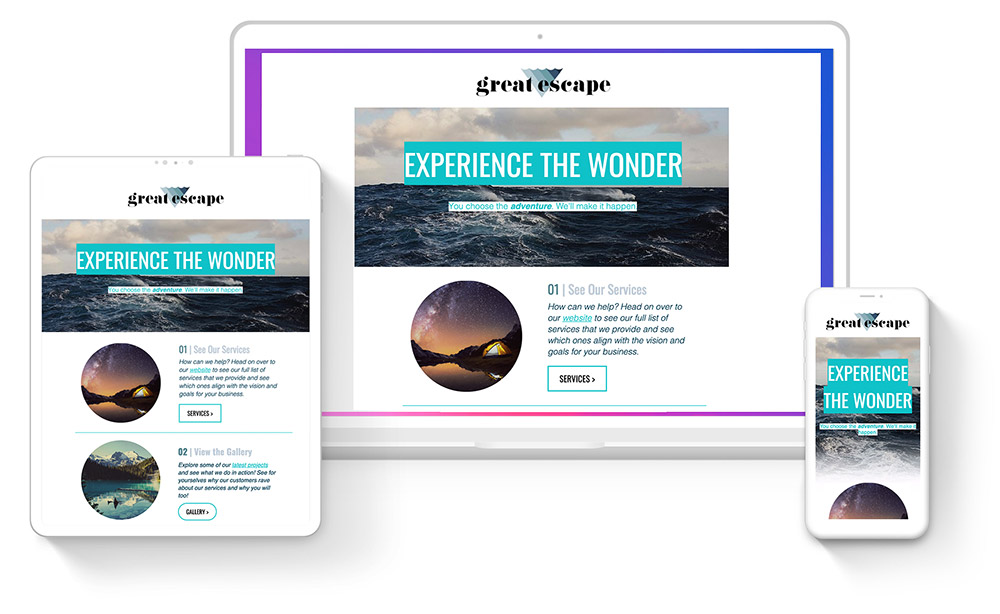 great escape
EXPERIENCE THE WONDER
You choose the adventure. We'll make it happen
01 | See Our Services
How can we help? Head on over to
our website to see our full list of
services that we provide and see
which ones align with the vision and
goals for your business.
SERVICES >
great escape
EXPERIENCE THE WONDER
You choose the adventure. We'll make it happen
01 | See Our Services
How can we help? Head on over to
our website to see our full list of
services that we provide and see
which ones align with the vision and
goals for your business.
SERVICES >
02 | View the Gallery
Explore some of our latest projects
and see what we do in action! See for
yourselves why our customers rave
about our services and why you will
too!
GALLERY >
great escape
EXPERIENCE
THE WONDER
You choose the adventure. We'll make it
happen.